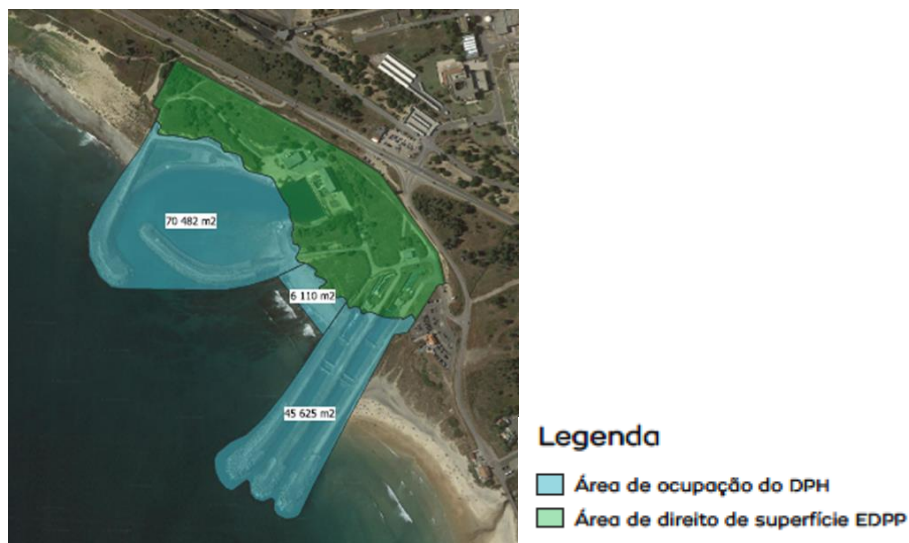 70 482 m2
6 110 m2
45 625 m2
Legenda
Área de ocupação do DPH
Área de direito de superfície EDPP